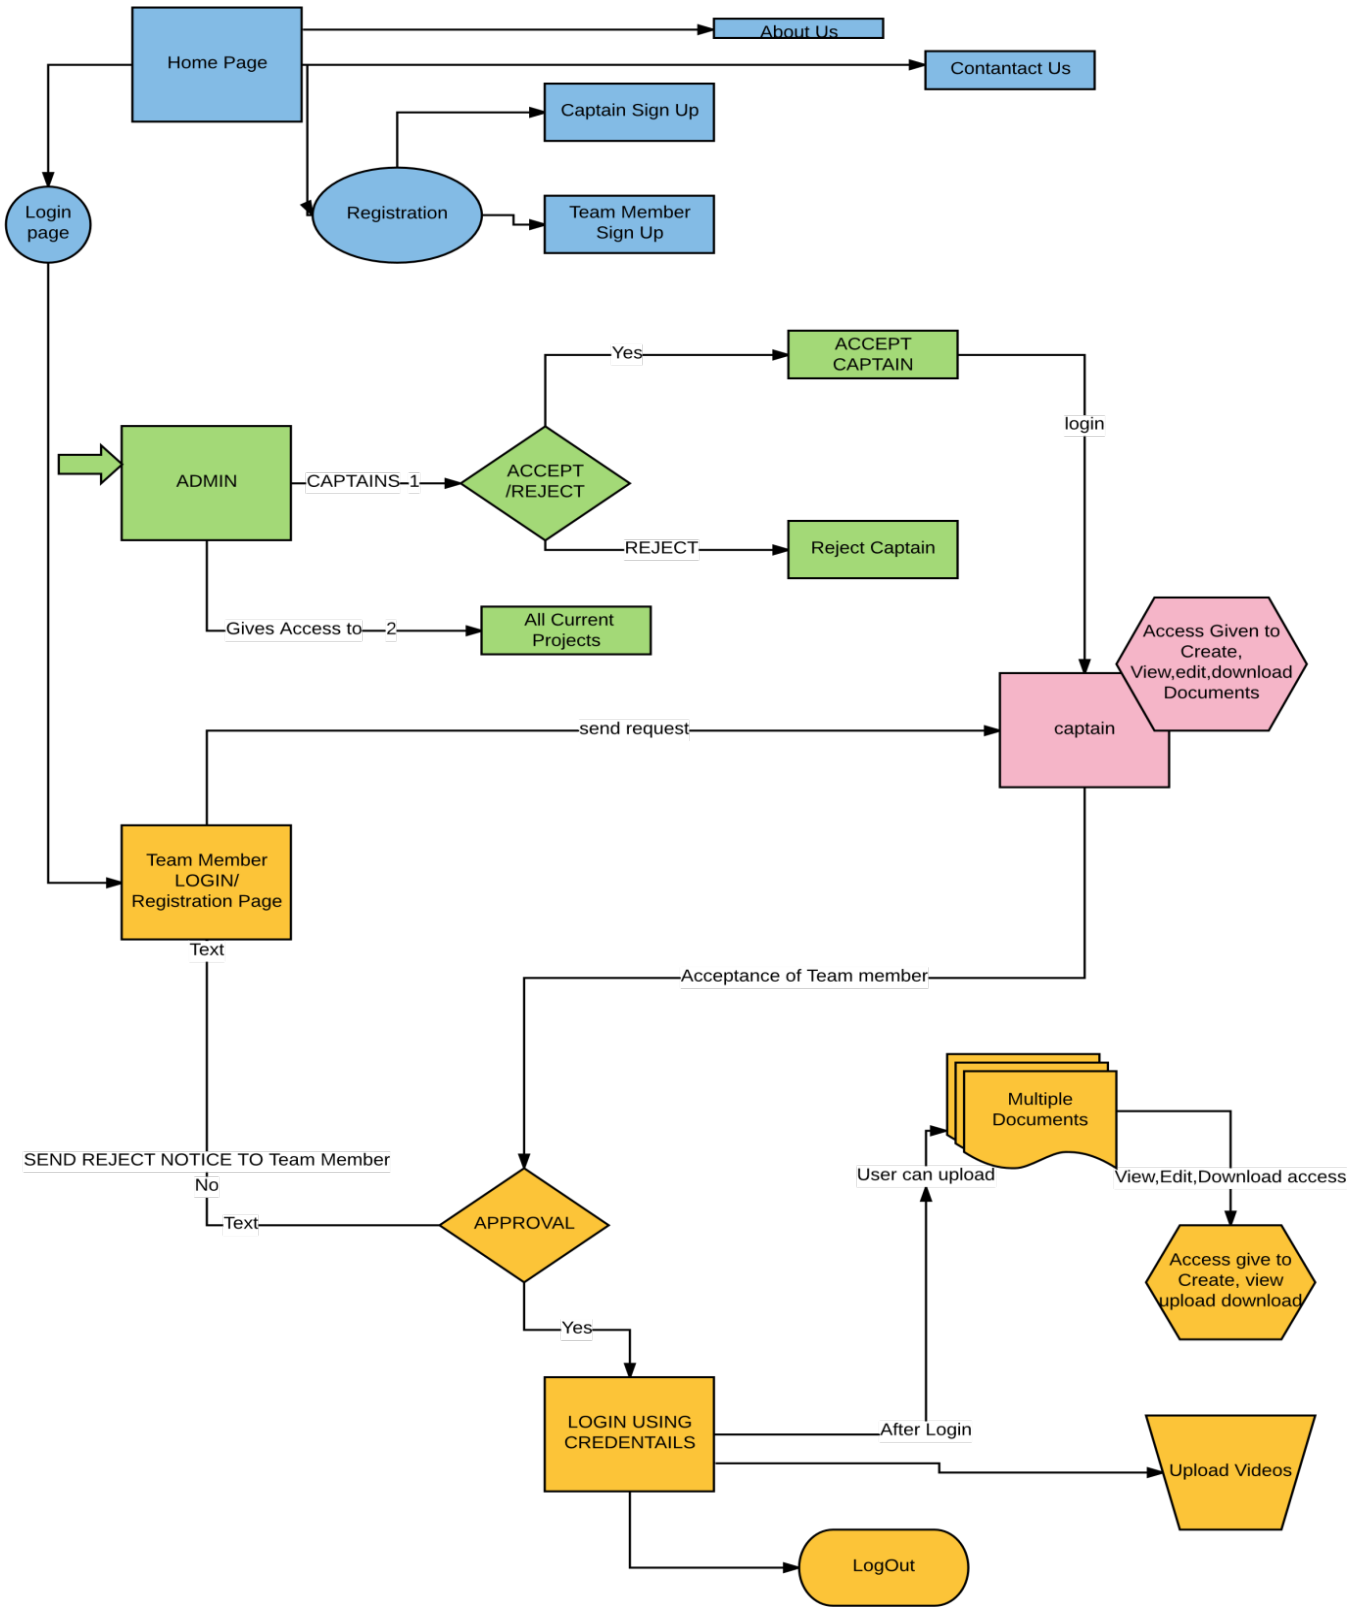 About Us
Home Page
Contantact Us
Captain Sign Up
Login
page
Registration
Team Member
Sign Up
Yes
ACCEPT
CAPTAIN
login
ADMIN
CAPTAINS 1
ACCEPT
/REJECT
REJECT
Reject Captain
Gives Access to 2
All Current
Projects
Access Given to
Create,
View,edit,download
Documents
captain
send request
Team Member
LOGIN/
Registration Page
Text
Acceptance of Team member
Multiple
Documents
SEND REJECT NOTICE TO Team Member
No
User can upload
View,Edit,Download access
Text
APPROVAL
Access give to
Create, view
upload download
Yes
LOGIN USING
CREDENTAILS
After Login
Upload Videos
LogOut